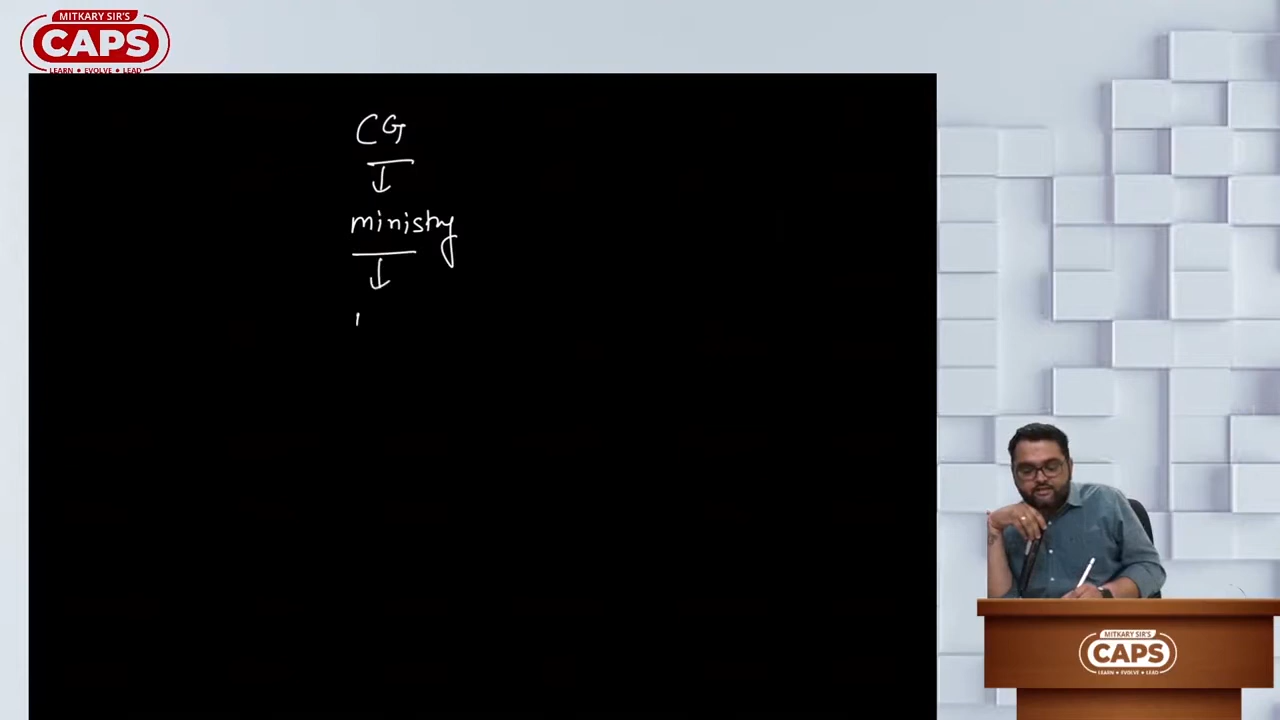 MITKARY SIR'S
CAPS
LEARN • EVOLVE • LEAD
CG
ministry
MITKARY SIR'S
CAPS
LEARN • EVOLVE • LEAD